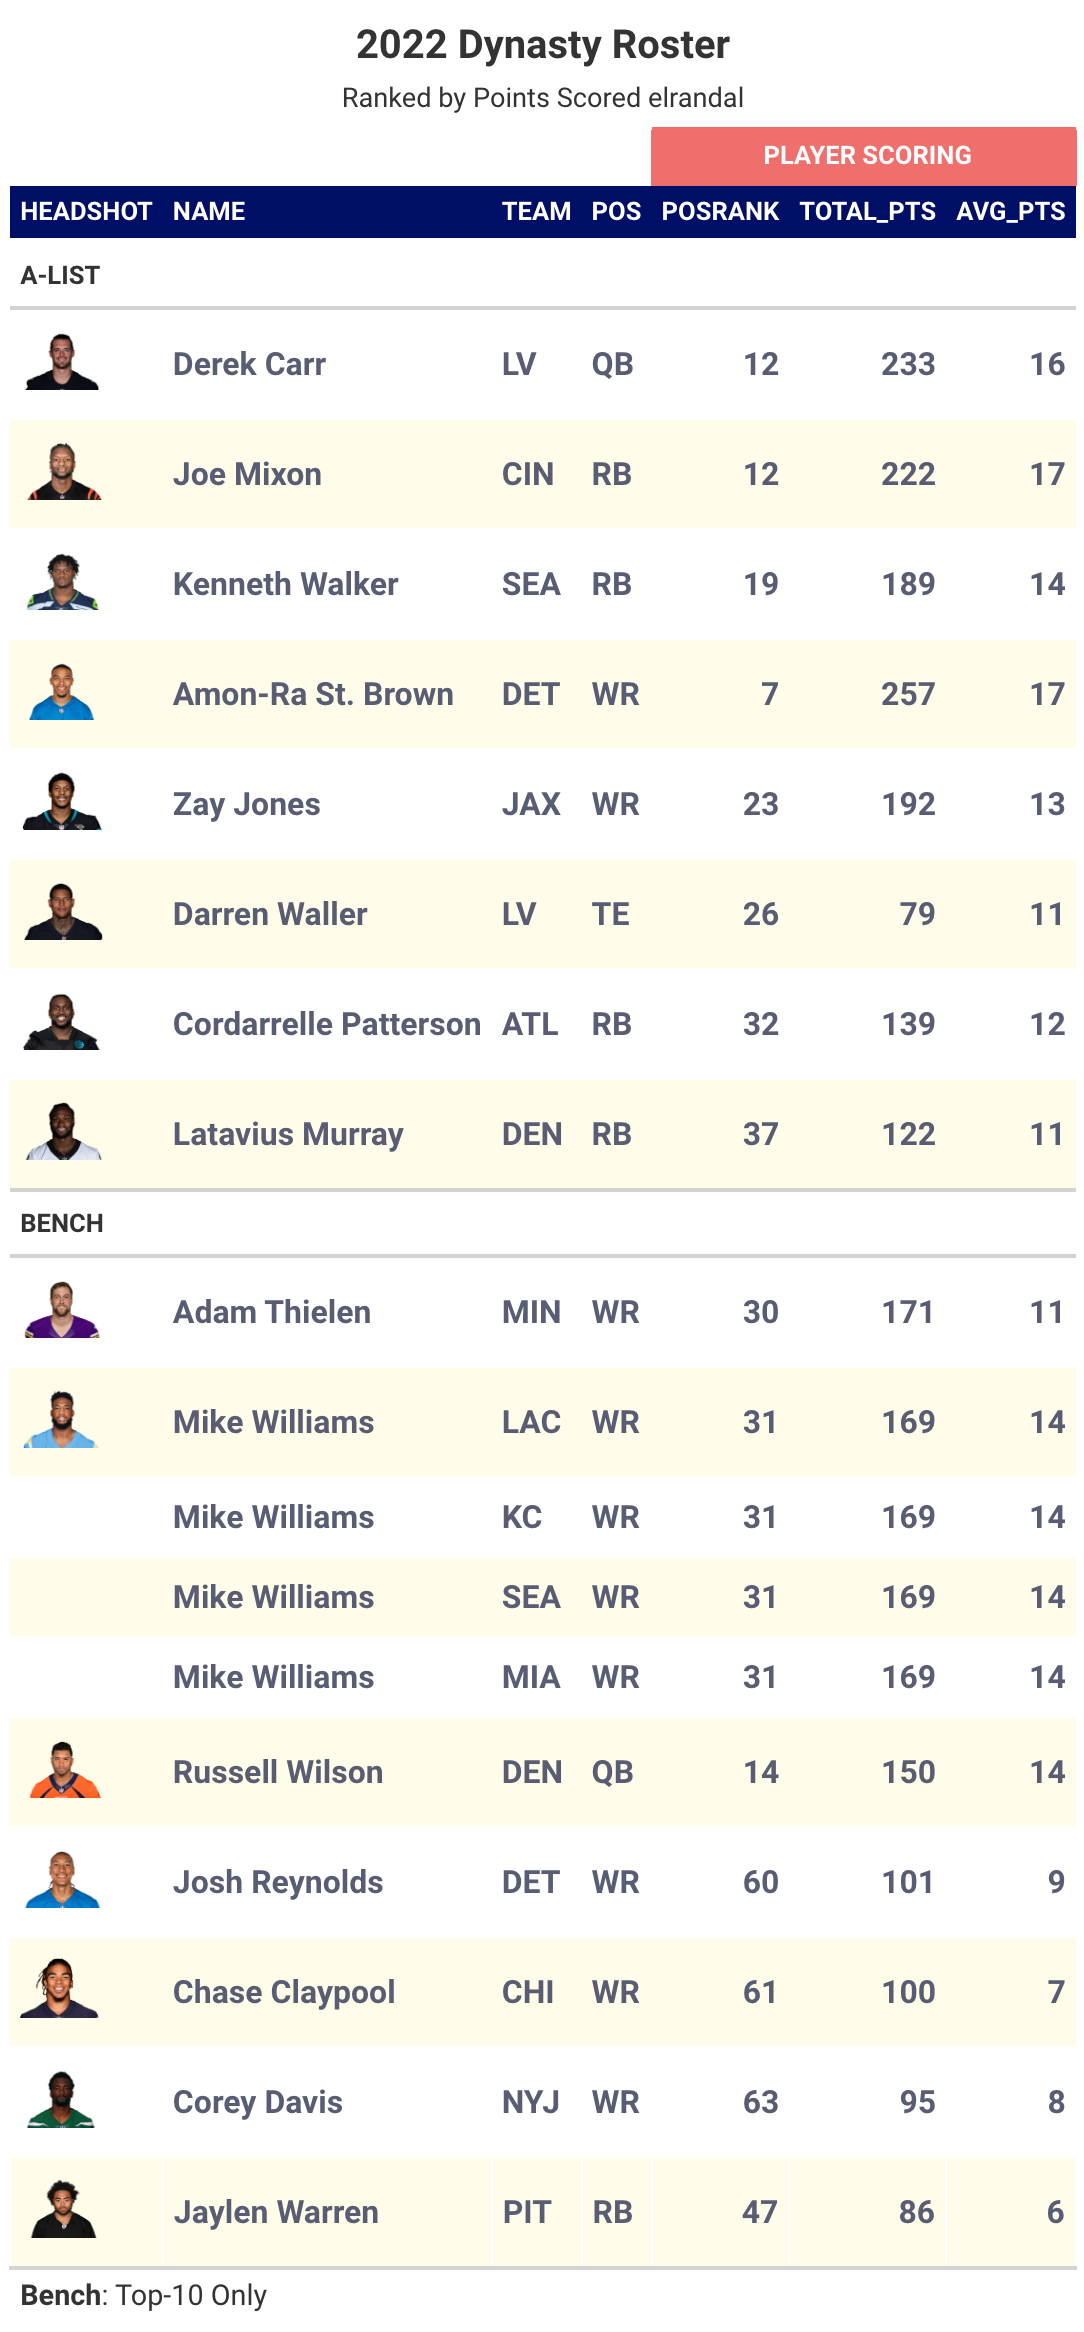 2022 Dynasty Roster
Ranked by Points Scored elrandal
PLAYER SCORING
HEADSHOT NAME TEAM POS POSRANK TOTAL_PTS AVG_PTS
A-LIST
Derek Carr LV QB 12 233 16
Joe Mixon CIN RB 12 222 17
Kenneth Walker SEA RB 19 189 14
Amon-Ra St. Brown DET WR 7 257 17
Zay Jones JAX WR 23 192 13
Darren Waller LV TE 26 79 11
Cordarrelle Patterson ATL RB 32 139 12
Latavius Murray DEN RB 37 122 11
BENCH
Adam Thielen MIN WR 30 171 11
Mike Williams LAC WR 31 169 14
Mike Williams KC WR 31 169 14
Mike Williams SEA WR 31 169 14
Mike Williams MIA WR 31 169 14
Russell Wilson DEN QB 14 150 14
Josh Reynolds DET WR 60 101 9
Chase Claypool CHI WR 61 100 7
Corey Davis NYJ WR 63 95 8
Jaylen Warren PIT RB 47 86 6
Bench: Top-10 Only